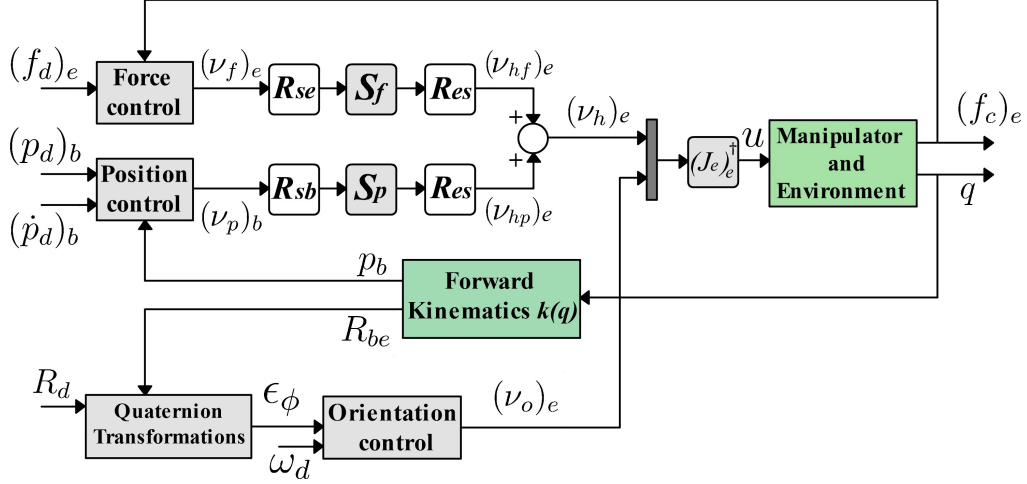 (f_d)_e
Force
control
(ν_f)_e
R_se
S_f
R_es
(ν_hf)_e
+
+
(ν_h)_e
(J_e)_e^†
u
Manipulator
and
Environment
(f_c)_e
q
(p_d)_b
(ṗ_d)_b
Position
control
(ν_p)_b
R_sb
S_p
R_es
(ν_hp)_e
p_b
R_be
Forward
Kinematics k(q)
R_d
Quaternion
Transformations
ϵ_ϕ
ω_d
Orientation
control
(ν_o)_e